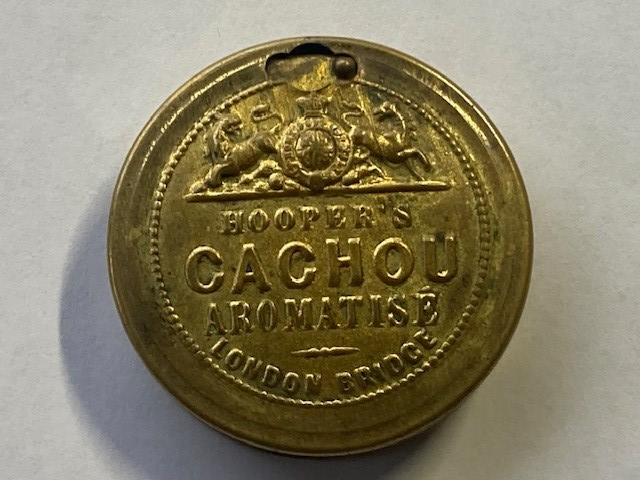 HOOPER'S
CACHOU
AROMATISÉ
LONDON BRIDGE